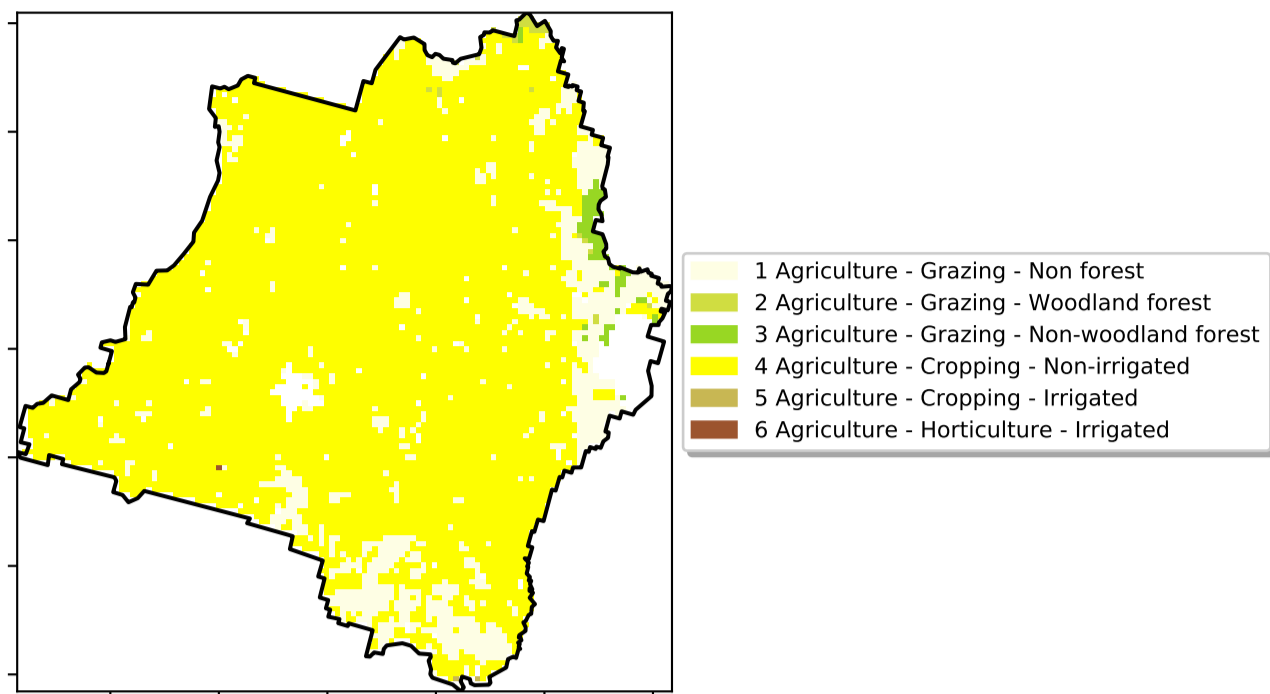 1 Agriculture - Grazing - Non forest
2 Agriculture - Grazing - Woodland forest
3 Agriculture - Grazing - Non-woodland forest
4 Agriculture - Cropping - Non-irrigated
5 Agriculture - Cropping - Irrigated
6 Agriculture - Horticulture - Irrigated